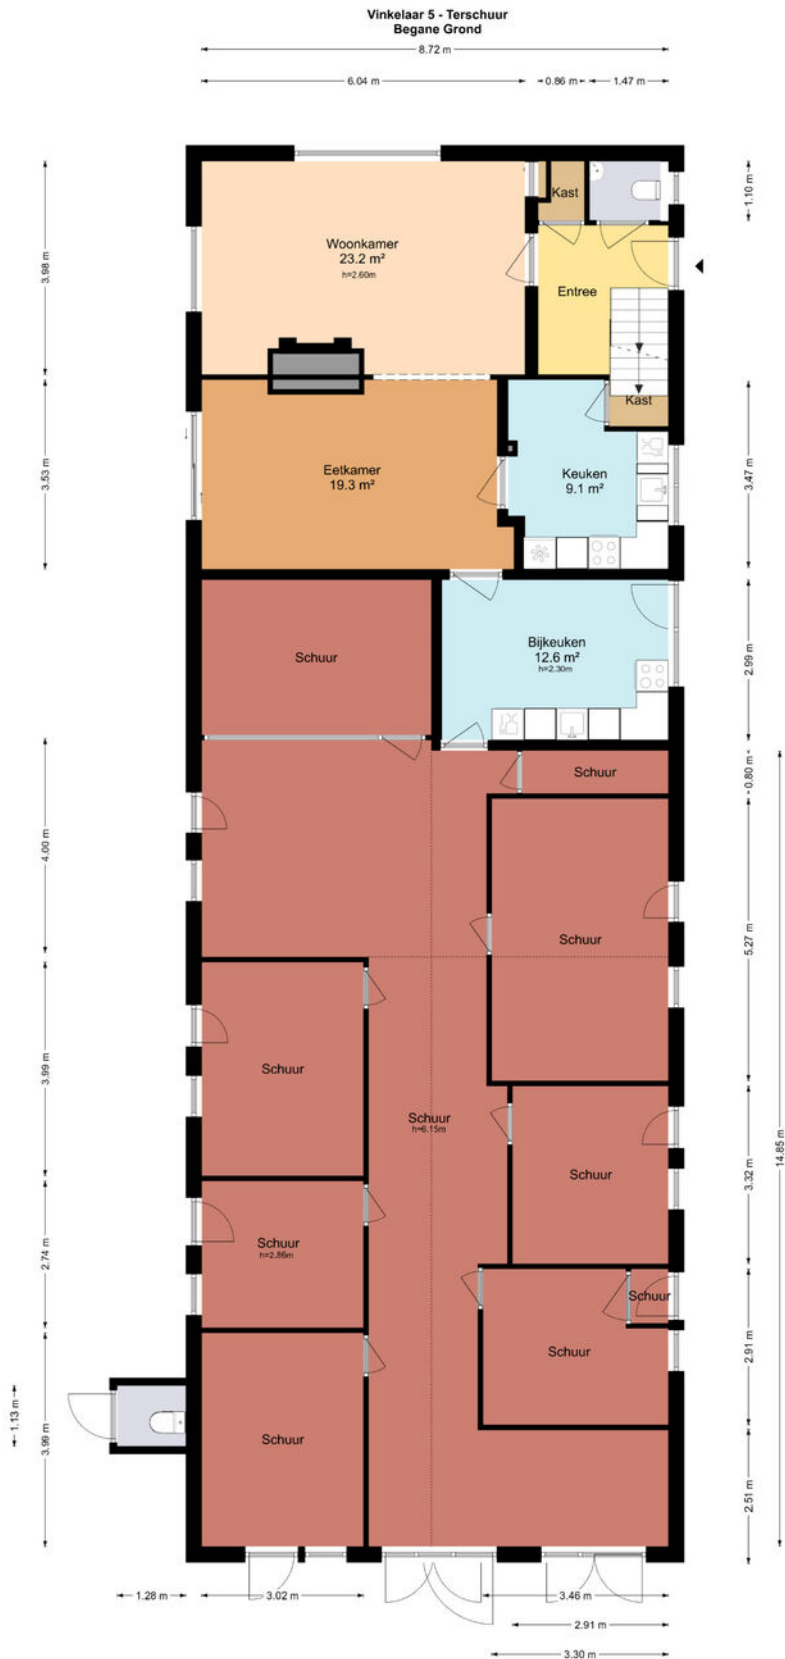 Vinkelaar 5 - Terschuur
Begane Grond
8.72 m
6.04 m
0.86 m
1.47 m
3.98 m
1.10 m
Kast
Woonkamer
23.2 m²
h=2.60m
Entree
Kast
3.53 m
Eetkamer
19.3 m²
Keuken
9.1 m²
3.47 m
Schuur
Bijkeuken
12.6 m²
h=2.30m
2.99 m
Schuur
0.80 m
4.00 m
Schuur
5.27 m
3.99 m
Schuur
Schuur
h=6.15m
14.85 m
Schuur
3.32 m
2.74 m
Schuur
h=2.86m
Schuur
Schuur
2.91 m
1.13 m
3.99 m
Schuur
2.51 m
1.28 m
3.02 m
3.46 m
2.91 m
3.30 m